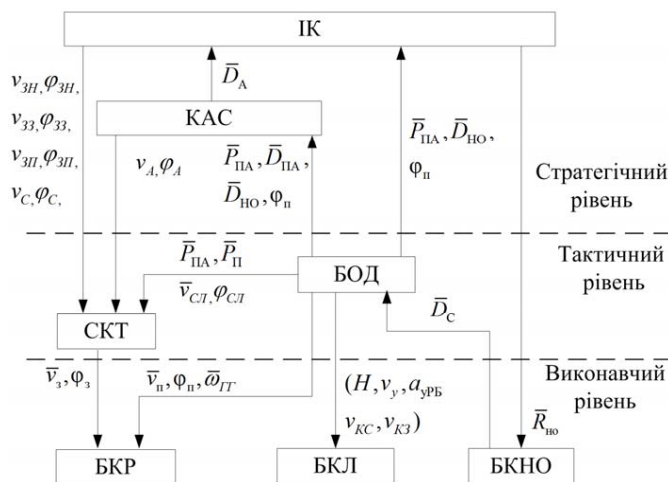 ІК
v_ЗН, φ_ЗН,
v_ЗЗ, φ_ЗЗ,
v_ЗП, φ_ЗП,
v_С, φ_С,
D̅_А
КАС
v_А, φ_А
P̅_ПА, D̅_ПА,
D̅_НО, φ_п
P̅_ПА, D̅_НО,
φ_п
Стратегічний
рівень
Тактичний
рівень
P̅_ПА, P̅_П
v̅_СЛ, φ_СЛ
БОД
D̅_С
СКТ
Виконавчий
рівень
v̅_з, φ_з
v̅_п, φ_п, ω̅_ПГ
(H, v_y, a_уРБ
v_КС, v_КЗ)
R̅_но
БКР
БКЛ
БКНО